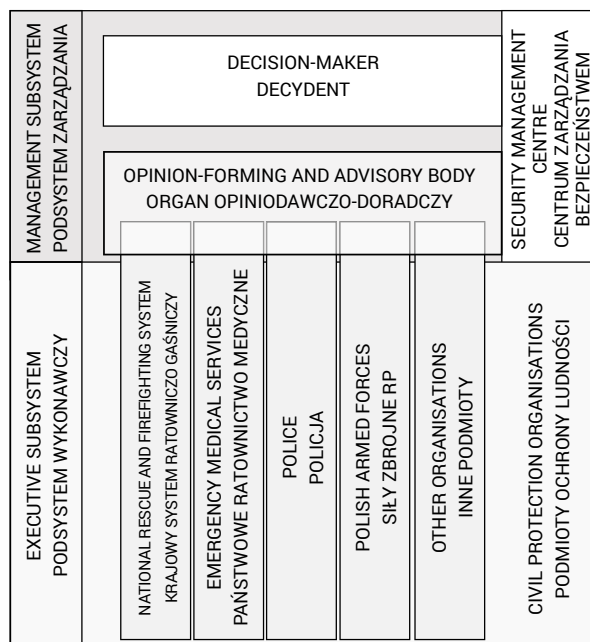 MANAGEMENT SUBSYSTEM
PODSYSTEM ZARZĄDZANIA
DECISION-MAKER
DECYDENT
OPINION-FORMING AND ADVISORY BODY
ORGAN OPINIODAWCZO-DORADCZY
SECURITY MANAGEMENT
CENTRE
CENTRUM ZARZĄDZANIA
BEZPIECZEŃSTWEM
EXECUTIVE SUBSYSTEM
PODSYSTEM WYKONAWCZY
NATIONAL RESCUE AND FIREFIGHTING SYSTEM
KRAJOWY SYSTEM RATOWNICZO GAŚNICZY
EMERGENCY MEDICAL SERVICES
PAŃSTWOWE RATOWNICTWO MEDYCZNE
POLICE
POLICJA
POLISH ARMED FORCES
SIŁY ZBROJNE RP
OTHER ORGANISATIONS
INNE PODMIOTY
CIVIL PROTECTION ORGANISATIONS
PODMIOTY OCHRONY LUDNOŚCI